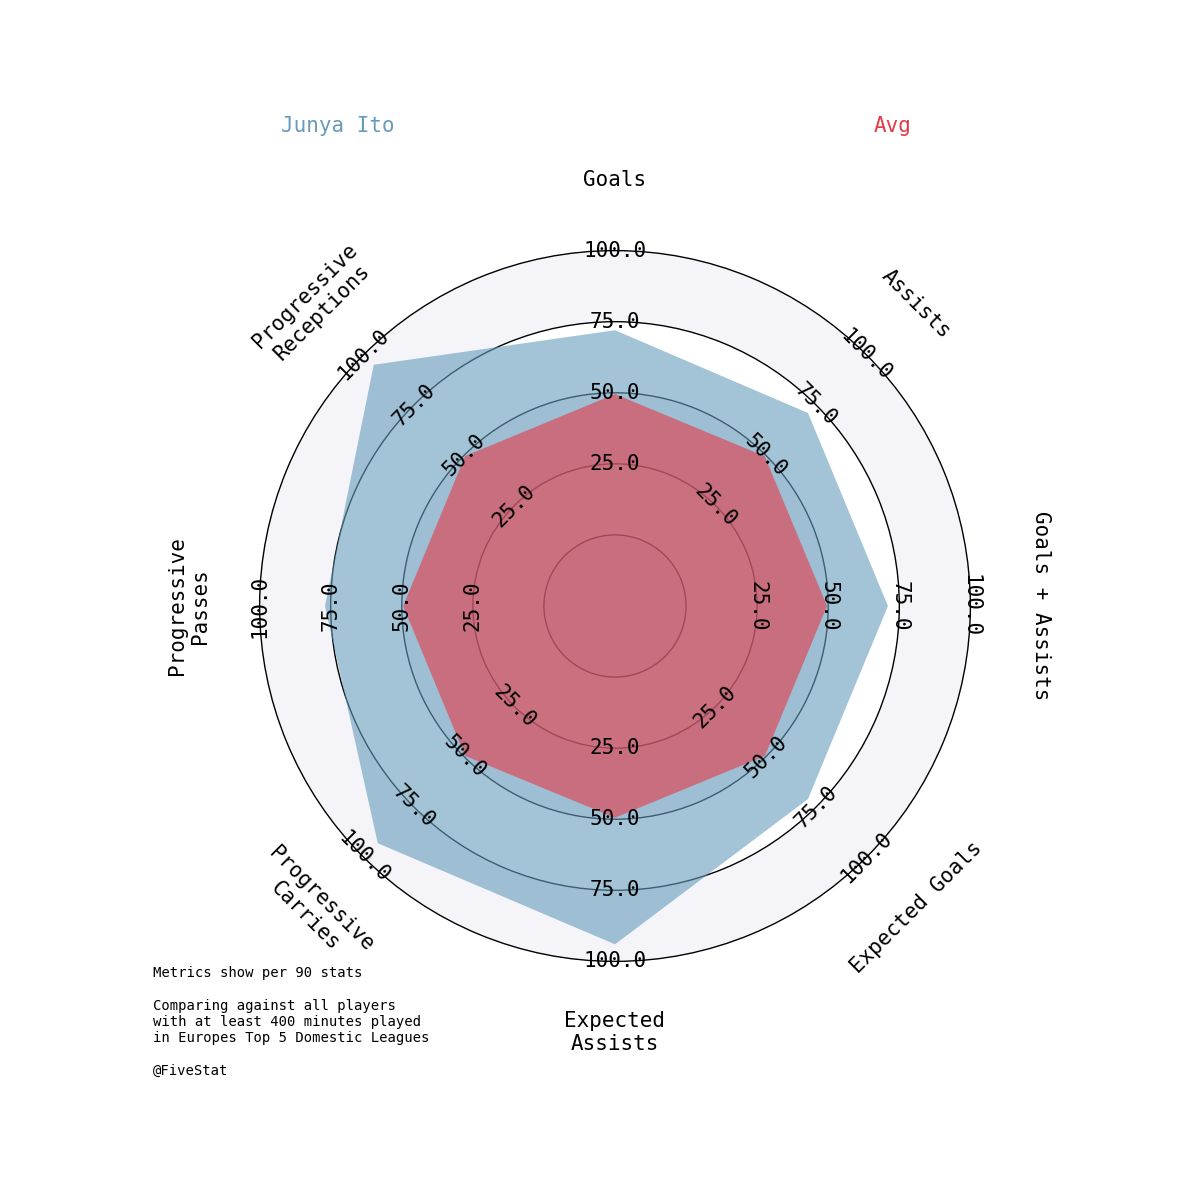 Junya Ito
Avg
Goals
Assists
Goals + Assists
Expected Goals
Expected
Assists
Progressive
Carries
Progressive
Passes
Progressive
Receptions
25.0
50.0
75.0
100.0
25.0
50.0
75.0
100.0
25.0
50.0
75.0
100.0
25.0
50.0
75.0
100.0
25.0
50.0
75.0
100.0
25.0
50.0
75.0
100.0
25.0
50.0
75.0
100.0
25.0
50.0
75.0
100.0
Metrics show per 90 stats
Comparing against all players
with at least 400 minutes played
in Europes Top 5 Domestic Leagues
@FiveStat